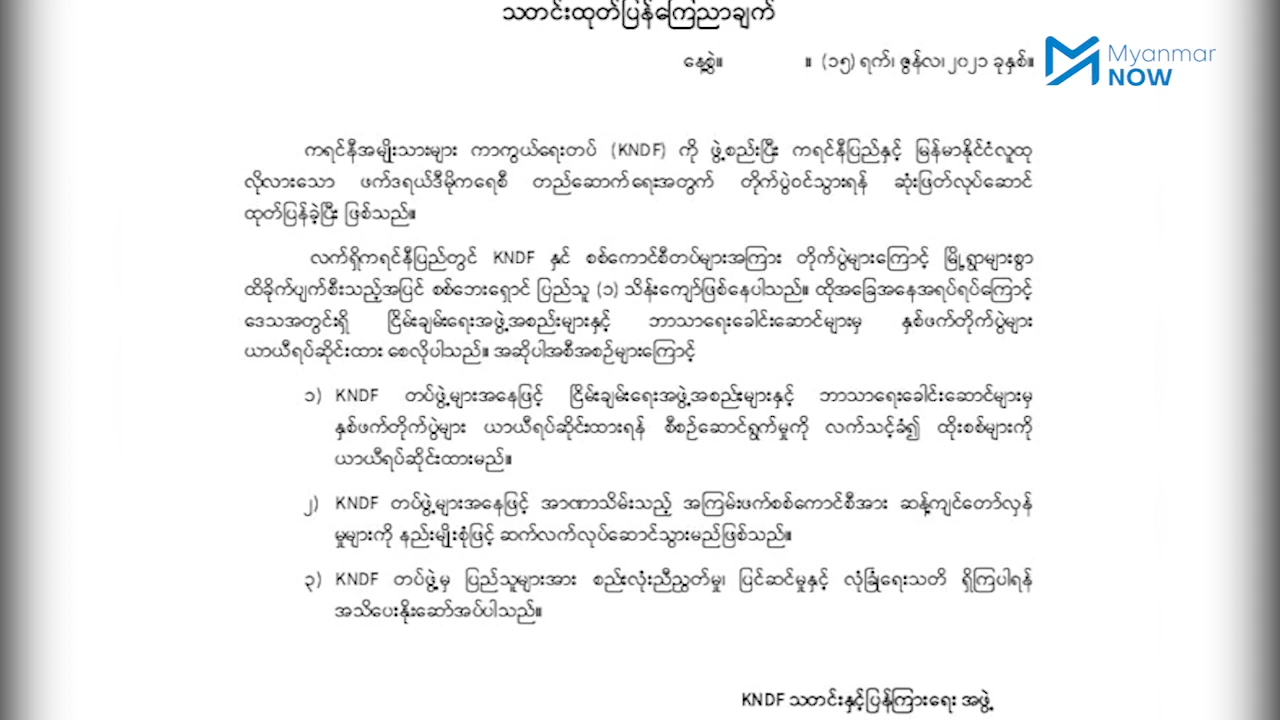 သတင်းထုတ်ပြန်ကြေညာချက်
နေ့စွဲ။ ။ (၁၅) ရက်၊ ဇွန်လ၊၂၀၂၁ ခုနှစ်။
Myanmar
NOW
ကရင်နီအမျိုးသားများ ကာကွယ်ရေးတပ် (KNDF) ကို ဖွဲ့စည်းပြီး ကရင်နီပြည်နှင့် မြန်မာနိုင်ငံလူထု
လိုလားသော ဖက်ဒရယ်ဒီမိုကရေစီ တည်ဆောက်ရေးအတွက် တိုက်ပွဲဝင်သွားရန် ဆုံးဖြတ်လုပ်ဆောင်
ထုတ်ပြန်ခဲ့ပြီး ဖြစ်သည်။
လက်ရှိကရင်နီပြည်တွင် KNDF နှင့် စစ်ကောင်စီတပ်များအကြား တိုက်ပွဲများကြောင့် မြို့ရွာများစွာ
ထိခိုက်ပျက်စီးသည့်အပြင် စစ်ဘေးရှောင် ပြည်သူ (၁) သိန်းကျော်ဖြစ်နေပါသည်။ ထိုအခြေအနေအရပ်ရပ်ကြောင့်
ဒေသအတွင်းရှိ ငြိမ်းချမ်းရေးအဖွဲ့အစည်းများနှင့် ဘာသာရေးခေါင်းဆောင်များမှ နှစ်ဖက်တိုက်ပွဲများ
ယာယီရပ်ဆိုင်းထား စေလိုပါသည်။ အဆိုပါအစီအစဉ်များကြောင့်
၁) KNDF တပ်ဖွဲ့များအနေဖြင့် ငြိမ်းချမ်းရေးအဖွဲ့အစည်းများနှင့် ဘာသာရေးခေါင်းဆောင်များမှ
နှစ်ဖက်တိုက်ပွဲများ ယာယီရပ်ဆိုင်းထားရန် စီစဉ်ဆောင်ရွက်မှုကို လက်သင့်ခံ၍ ထိုးစစ်များကို
ယာယီရပ်ဆိုင်းထားမည်။
၂) KNDF တပ်ဖွဲ့များအနေဖြင့် အာဏာသိမ်းသည့် အကြမ်းဖက်စစ်ကောင်စီအား ဆန့်ကျင်တော်လှန်
မှုများကို နည်းမျိုးစုံဖြင့် ဆက်လက်လုပ်ဆောင်သွားမည်ဖြစ်သည်။
၃) KNDF တပ်ဖွဲ့မှ ပြည်သူများအား စည်းလုံးညီညွတ်မှု၊ ပြင်ဆင်မှုနှင့် လုံခြုံရေးသတိ ရှိကြပါရန်
အသိပေးနှိုးဆော်အပ်ပါသည်။
KNDF သတင်းနှင့်ပြန်ကြားရေး အဖွဲ့